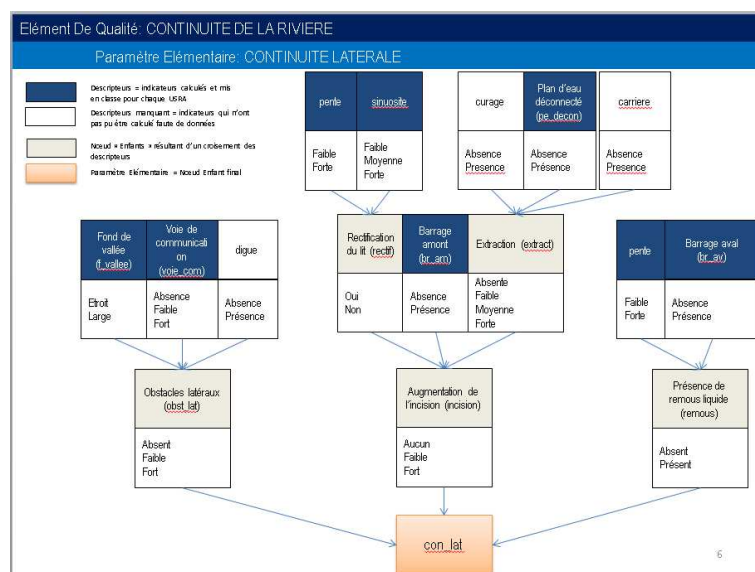 Elément De Qualité: CONTINUITE DE LA RIVIERE
Paramètre Elémentaire: CONTINUITE LATERALE
Descripteurs = indicateurs calculés et mis
en classe pour chaque USRA
Descripteurs manquant = indicateurs qui n'ont
pas pu être calculé faute de données
Nœud « Enfants » résultant d'un croisement des
descripteurs
Paramètre Elémentaire = Nœud Enfant final
pente
Faible
Forte
sinuosite
Faible
Moyenne
Forte
curage
Absence
Presence
Plan d'eau
déconnecté
(pe_decon)
Absence
Présence
carriere
Absence
Presence
Fond de
vallée
(f_vallee)
Etroit
Large
Voie de
communicati
on
(voie_com)
Absence
Faible
Fort
digue
Absence
Présence
Rectification
du lit (rectif)
Oui
Non
Barrage
amont
(br_am)
Absence
Présence
Extraction (extract)
Absente
Faible
Moyenne
Forte
pente
Faible
Forte
Barrage aval
(br_av)
Absence
Présence
Obstacles latéraux
(obst_lat)
Absent
Faible
Fort
Augmentation de
l'incision (incision)
Aucun
Faible
Fort
Présence de
remous liquide
(remous)
Absent
Présent
con_lat
6